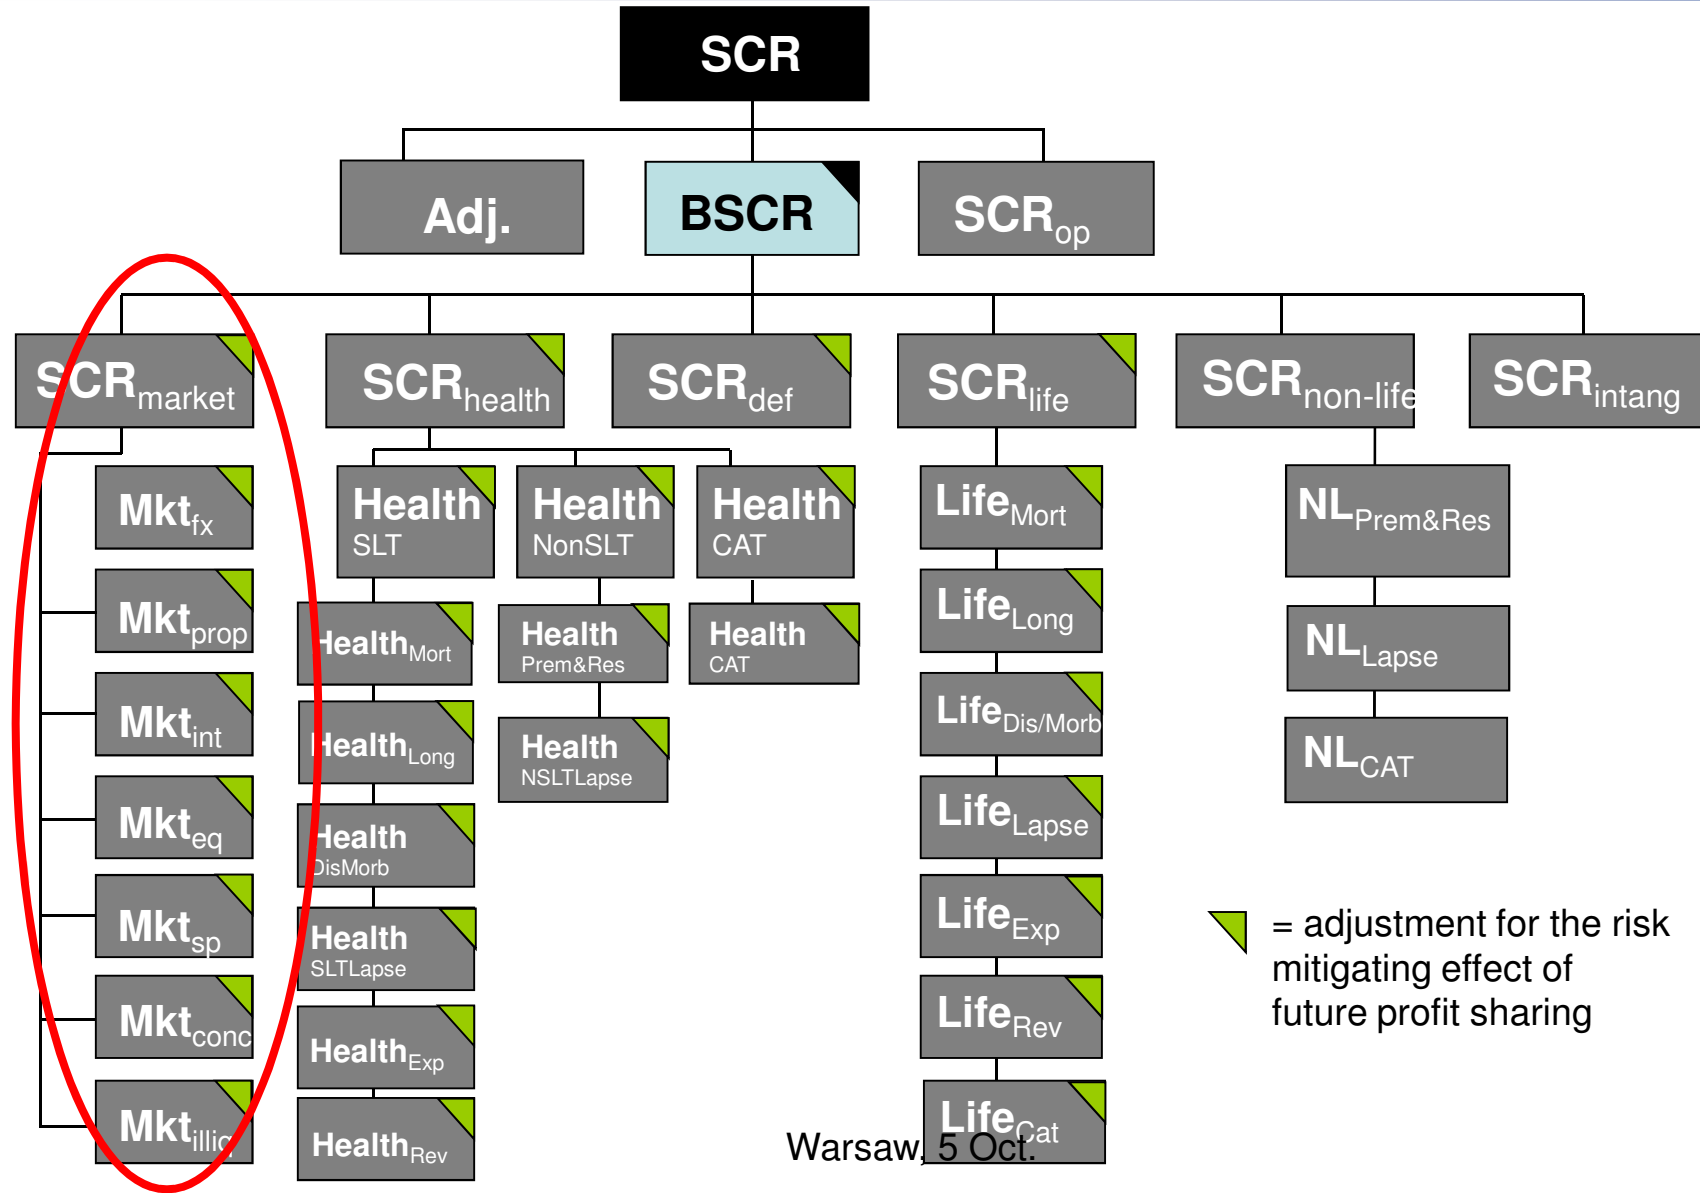 SCR
Adj.
BSCR
SCRop
SCRmarket
SCRhealth
SCRdef
SCRlife
SCRnon-life
SCRintang
Mktfx
Mktprop
Mktint
Mkteq
Mktsp
Mktconc
Mktilliq
Health
SLT
HealthMort
HealthLong
Health
DisMorb
Health
SLTLapse
HealthExp
HealthRev
Health
NonSLT
Health
Prem&Res
Health
NSLTLapse
Health
CAT
Health
CAT
LifeMort
LifeLong
LifeDis/Morb
LifeLapse
LifeExp
LifeRev
LifeCat
NLPrem&Res
NLLapse
NLCAT
= adjustment for the risk
mitigating effect of
future profit sharing
Warsaw, 5 Oct.